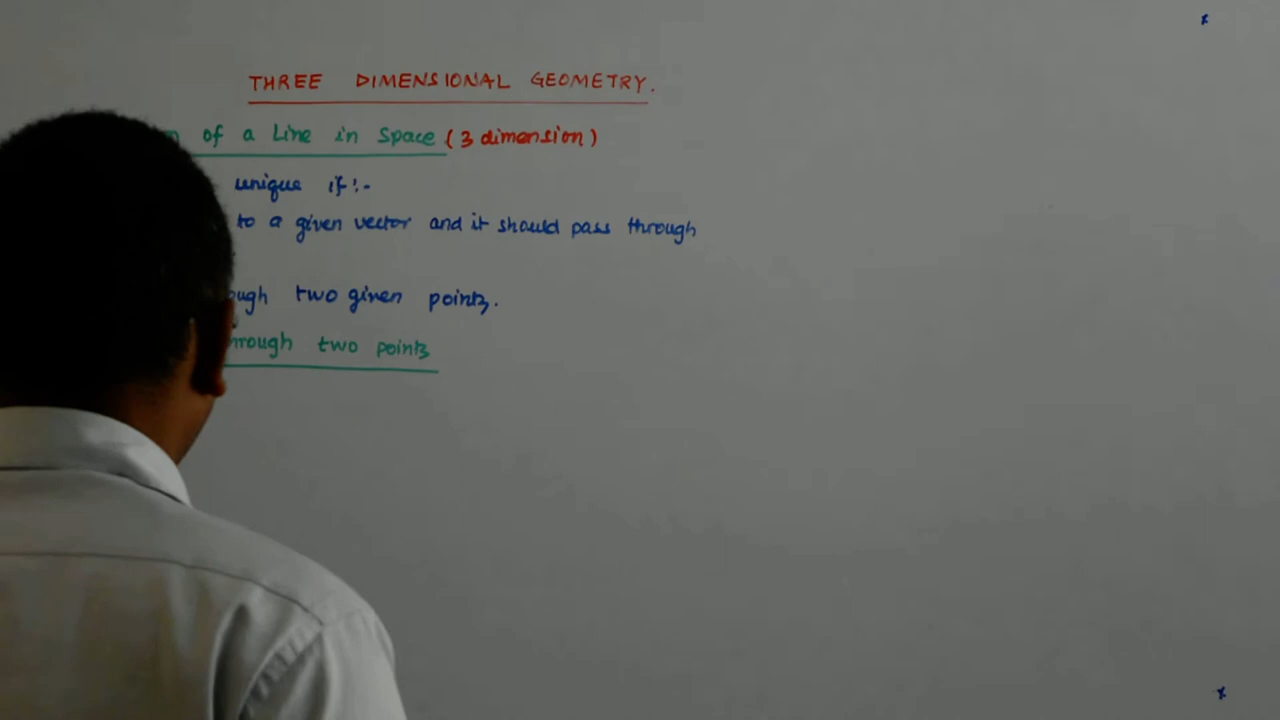 THREE DIMENSIONAL GEOMETRY.
of a Line in Space (3 dimension)
unique if :-
to a given vector and it should pass through
ough two given points.
hrough two points